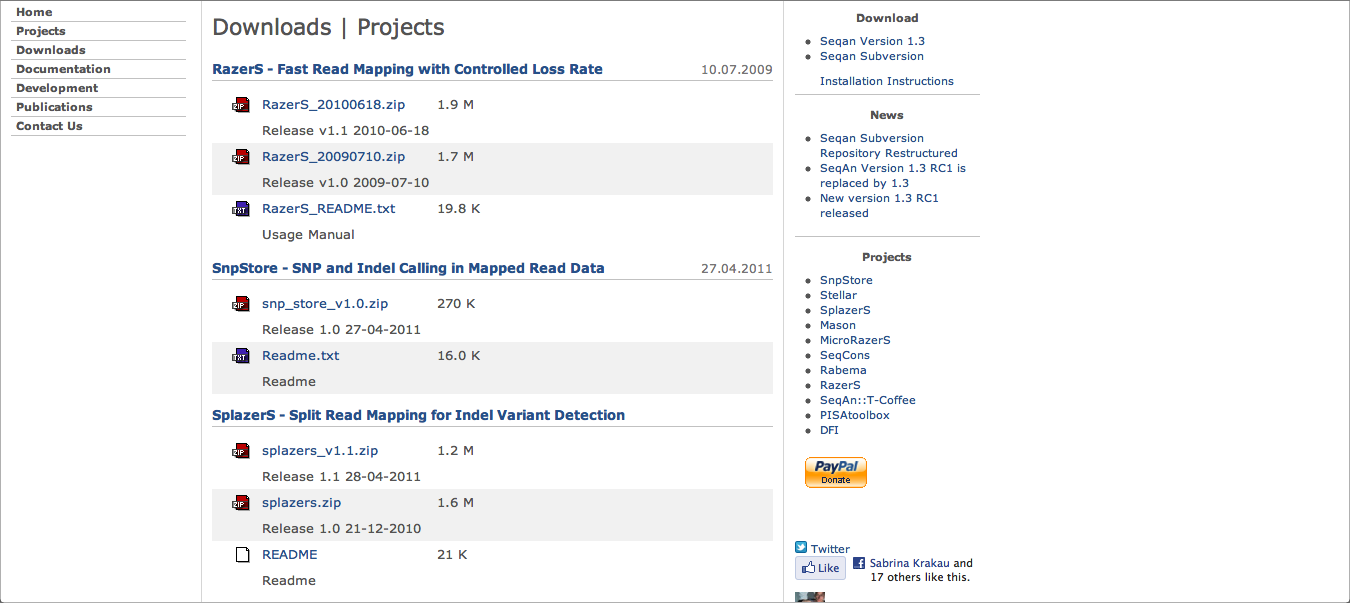 Home
Projects
Downloads
Documentation
Development
Publications
Contact Us
Downloads | Projects
RazerS - Fast Read Mapping with Controlled Loss Rate 10.07.2009
ZIP RazerS_20100618.zip 1.9 M
Release v1.1 2010-06-18
ZIP RazerS_20090710.zip 1.7 M
Release v1.0 2009-07-10
TXT RazerS_README.txt 19.8 K
Usage Manual
SnpStore - SNP and Indel Calling in Mapped Read Data 27.04.2011
ZIP snp_store_v1.0.zip 270 K
Release 1.0 27-04-2011
TXT Readme.txt 16.0 K
Readme
SplazerS - Split Read Mapping for Indel Variant Detection
ZIP splazers_v1.1.zip 1.2 M
Release 1.1 28-04-2011
ZIP splazers.zip 1.6 M
Release 1.0 21-12-2010
README 21 K
Readme
Download
Seqan Version 1.3
Seqan Subversion
Installation Instructions
News
Seqan Subversion
Repository Restructured
SeqAn Version 1.3 RC1 is
replaced by 1.3
New version 1.3 RC1
released
Projects
SnpStore
Stellar
SplazerS
Mason
MicroRazerS
SeqCons
Rabema
RazerS
SeqAn::T-Coffee
PISAtoolbox
DFI
PayPal
Donate
Twitter
Like Sabrina Krakau and
17 others like this.